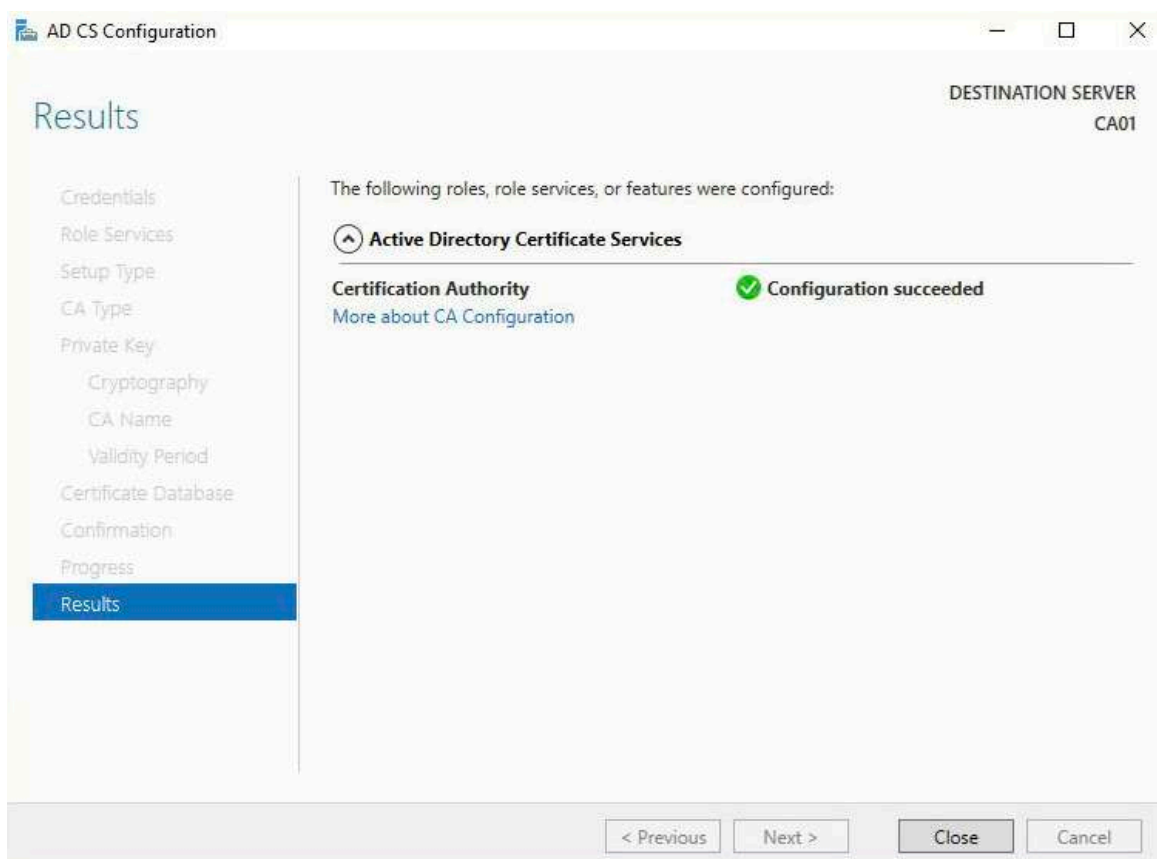 AD CS Configuration
Results
DESTINATION SERVER
CA01
Credentials
Role Services
Setup Type
CA Type
Private Key
Cryptography
CA Name
Validity Period
Certificate Database
Confirmation
Progress
Results
The following roles, role services, or features were configured:
Active Directory Certificate Services
Certification Authority
Configuration succeeded
More about CA Configuration
< Previous
Next >
Close
Cancel